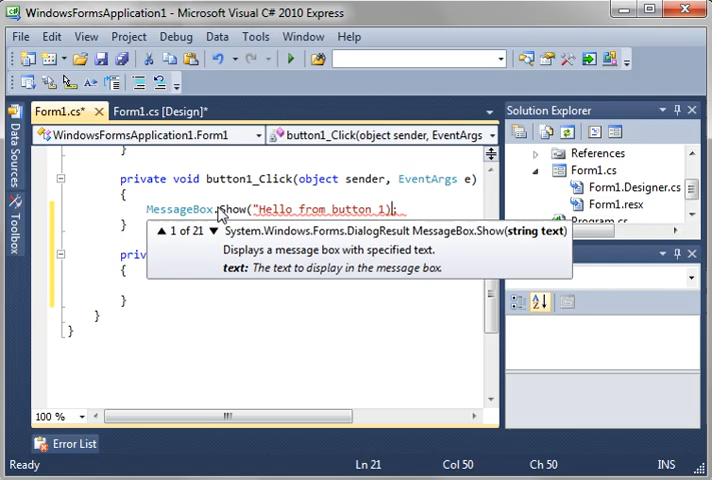 WindowsFormsApplication1 - Microsoft Visual C# 2010 Express
File Edit View Project Debug Data Tools Window Help
Form1.cs* Form1.cs [Design]*
WindowsFormsApplication1.Form1 button1_Click(object sender, EventArgs
}
private void button1_Click(object sender, EventArgs e)
{
MessageBox.Show("Hello from button 1);
}
1 of 21 System.Windows.Forms.DialogResult MessageBox.Show(string text)
Displays a message box with specified text.
text: The text to display in the message box.
pri
{
}
}
}
100 %
Data Sources
Toolbox
Solution Explorer
References
Form1.cs
Form1.Designer.cs
Form1.resx
Program.cs
A
Z
Error List
Ready Ln 21 Col 50 Ch 50 INS